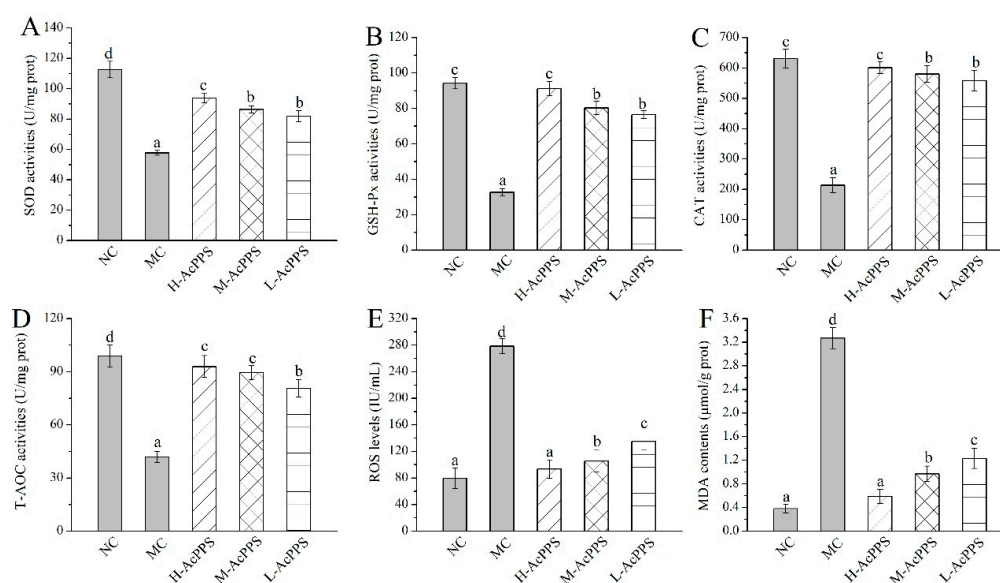 A
SOD activities (U/mg prot)
140
120
100
80
60
40
20
0
d
a
c
b
b
NC
MC
H-AcPPS
M-AcPPS
L-AcPPS
B
GSH-Px activities (U/mg prot)
120
100
80
60
40
20
0
c
a
c
b
b
NC
MC
H-AcPPS
M-AcPPS
L-AcPPS
C
CAT activities (U/mg prot)
700
600
500
400
300
200
100
0
c
a
c
b
b
NC
MC
H-AcPPS
M-AcPPS
L-AcPPS
D
T-AOC activities (U/mg prot)
120
90
60
30
0
d
a
c
c
b
NC
MC
H-AcPPS
M-AcPPS
L-AcPPS
E
ROS levels (IU/mL)
320
280
240
200
160
120
80
40
0
a
d
a
b
c
NC
MC
H-AcPPS
M-AcPPS
L-AcPPS
F
MDA contents (μmol/g prot)
3.6
3.2
2.8
2.4
2.0
1.6
1.2
0.8
0.4
0.0
a
d
a
b
c
NC
MC
H-AcPPS
M-AcPPS
L-AcPPS